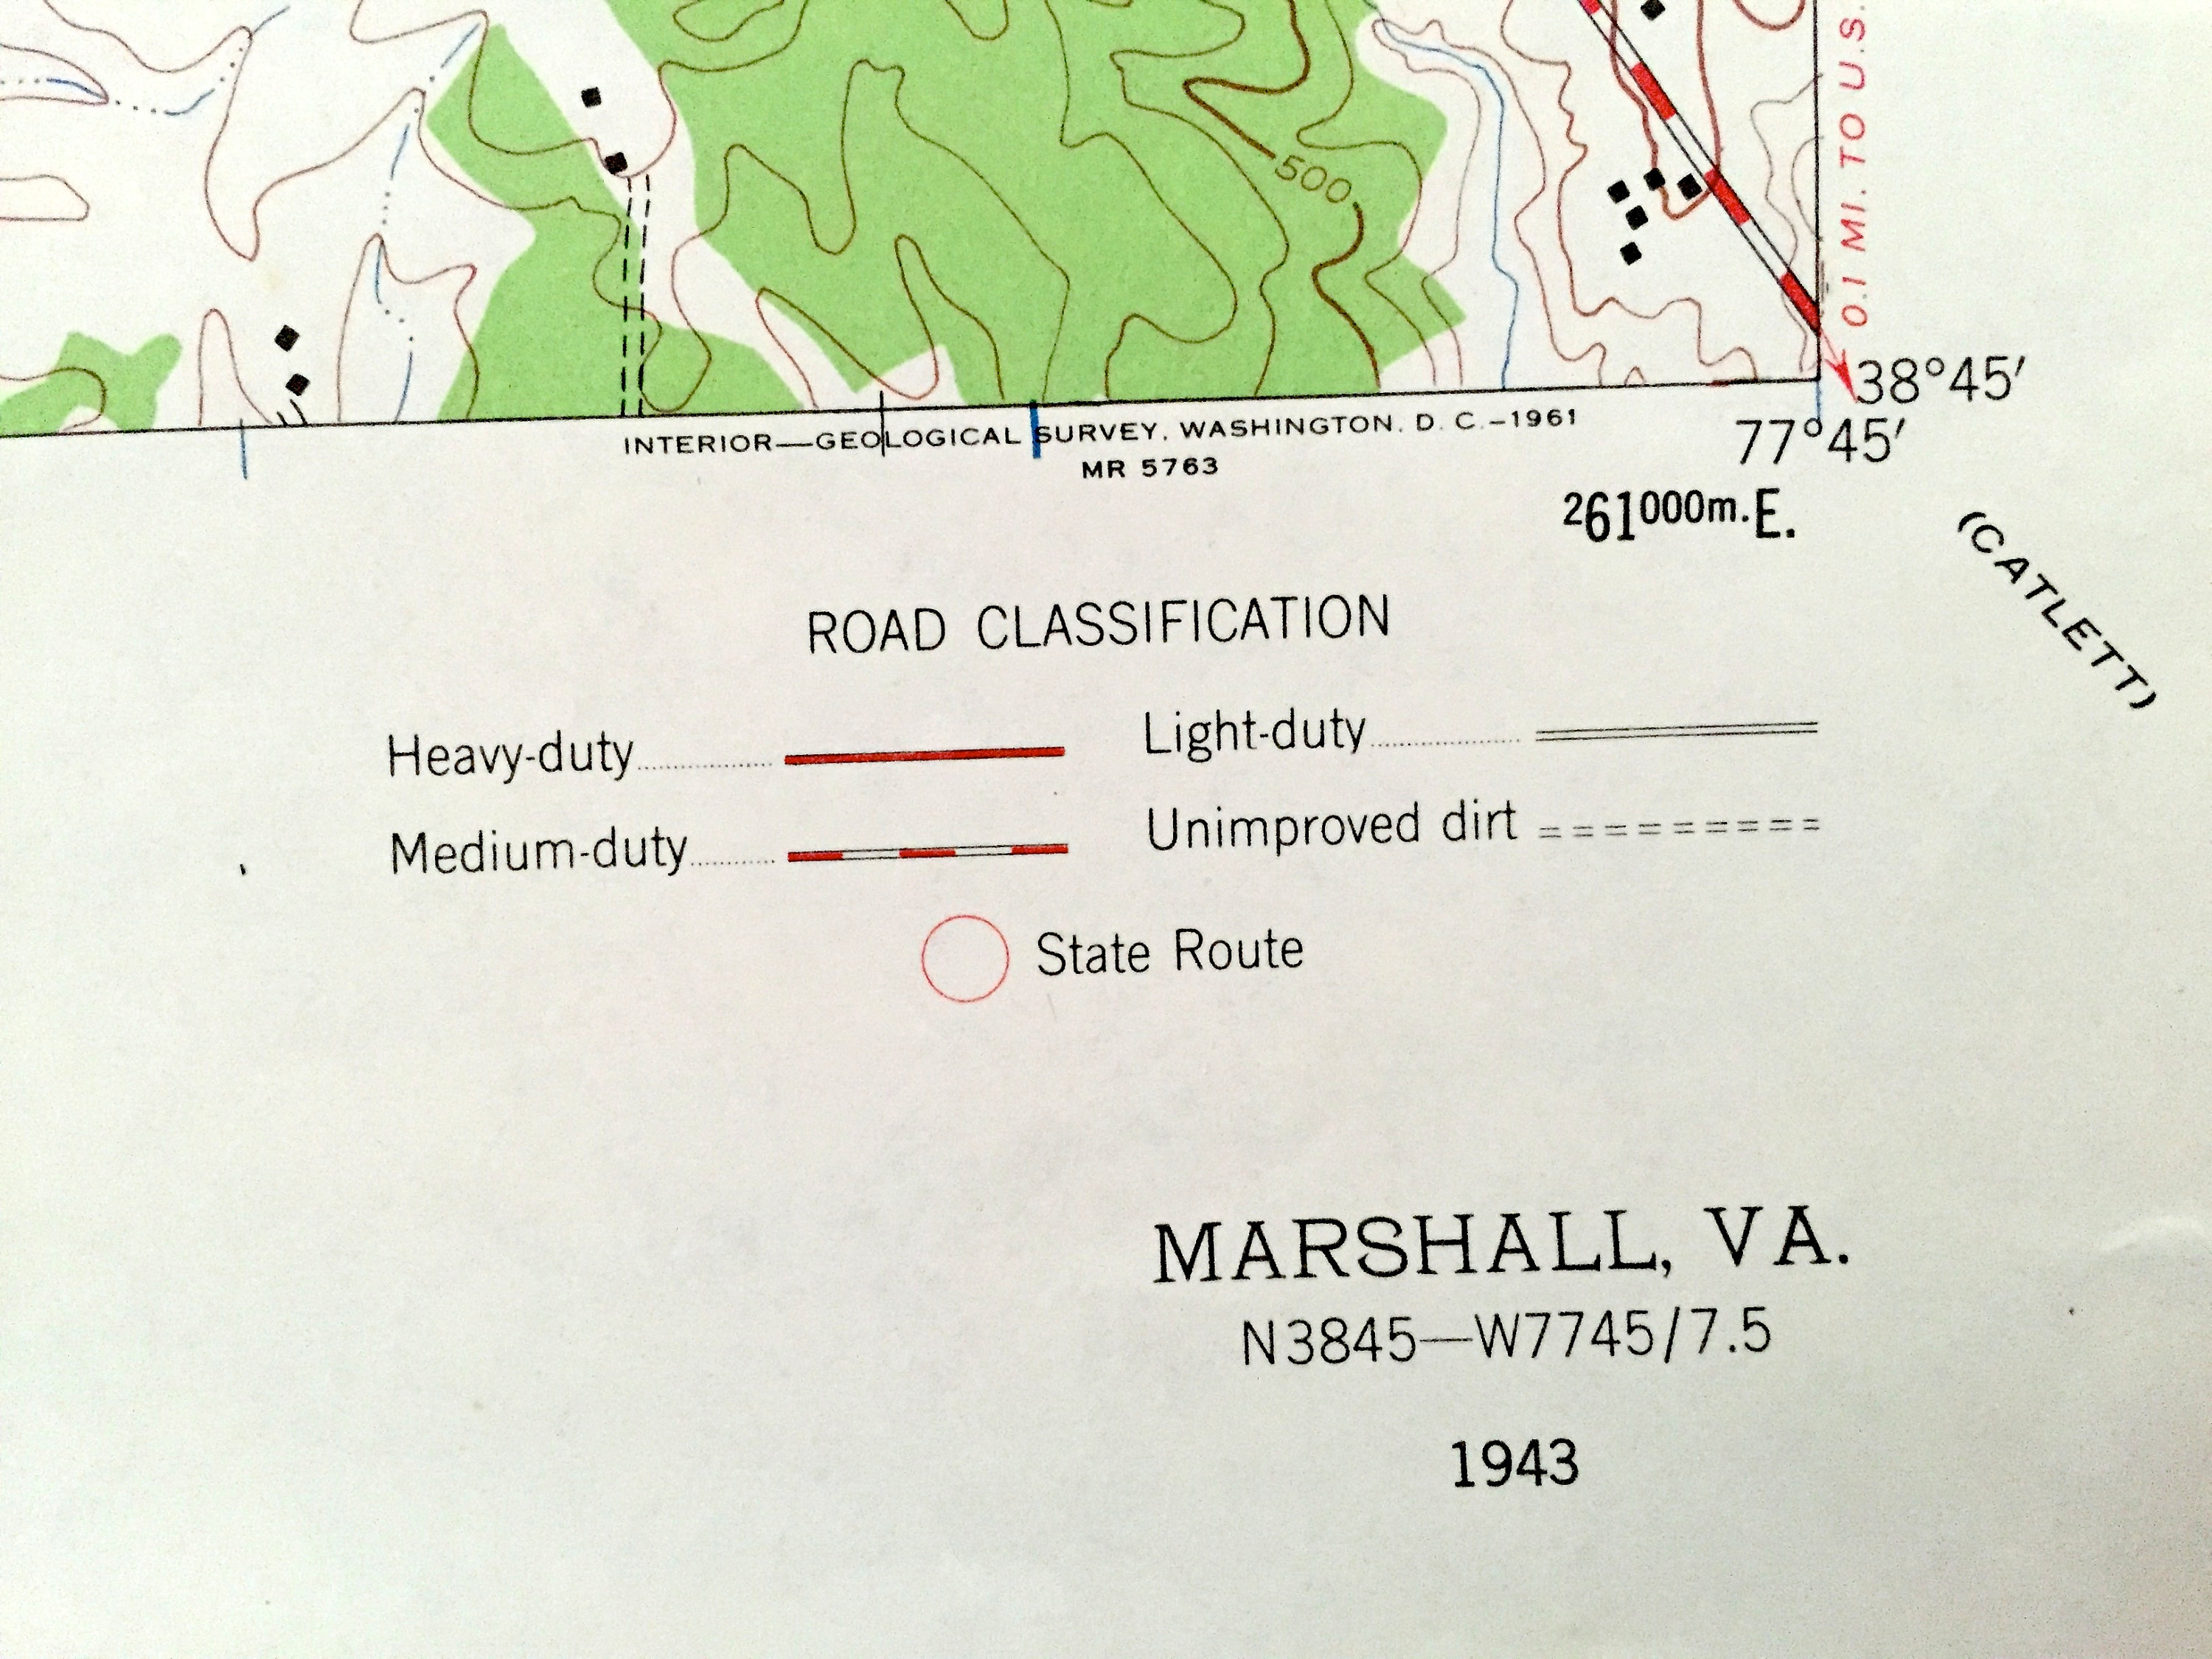 500
0.1 MI. TO U.S.
38°45′
INTERIOR—GEOLOGICAL SURVEY, WASHINGTON, D. C.–1961
77°45′
MR 5763
261000m.E.
(CATLETT)
ROAD CLASSIFICATION
Heavy-duty
Light-duty
Medium-duty
Unimproved dirt
State Route
MARSHALL, VA.
N3845—W7745/7.5
1943